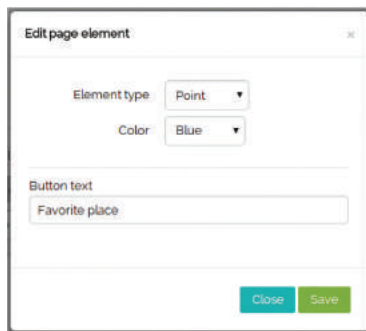 Edit page element ×
Element type Point
Color Blue
Button text
Favorite place
Close Save